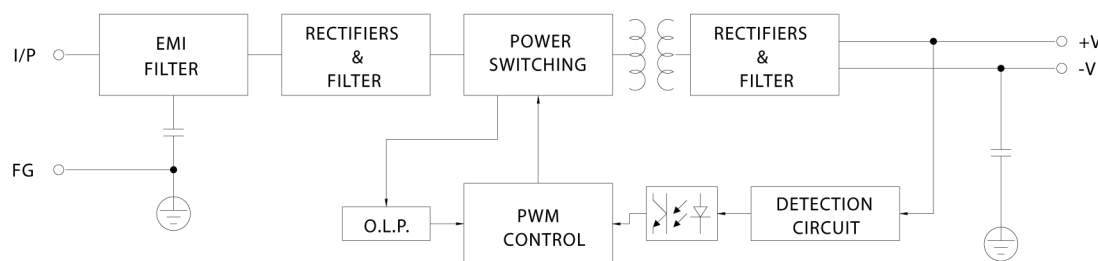 I/P
EMI
FILTER
RECTIFIERS
&
FILTER
POWER
SWITCHING
RECTIFIERS
&
FILTER
+V
-V
FG
O.L.P.
PWM
CONTROL
DETECTION
CIRCUIT